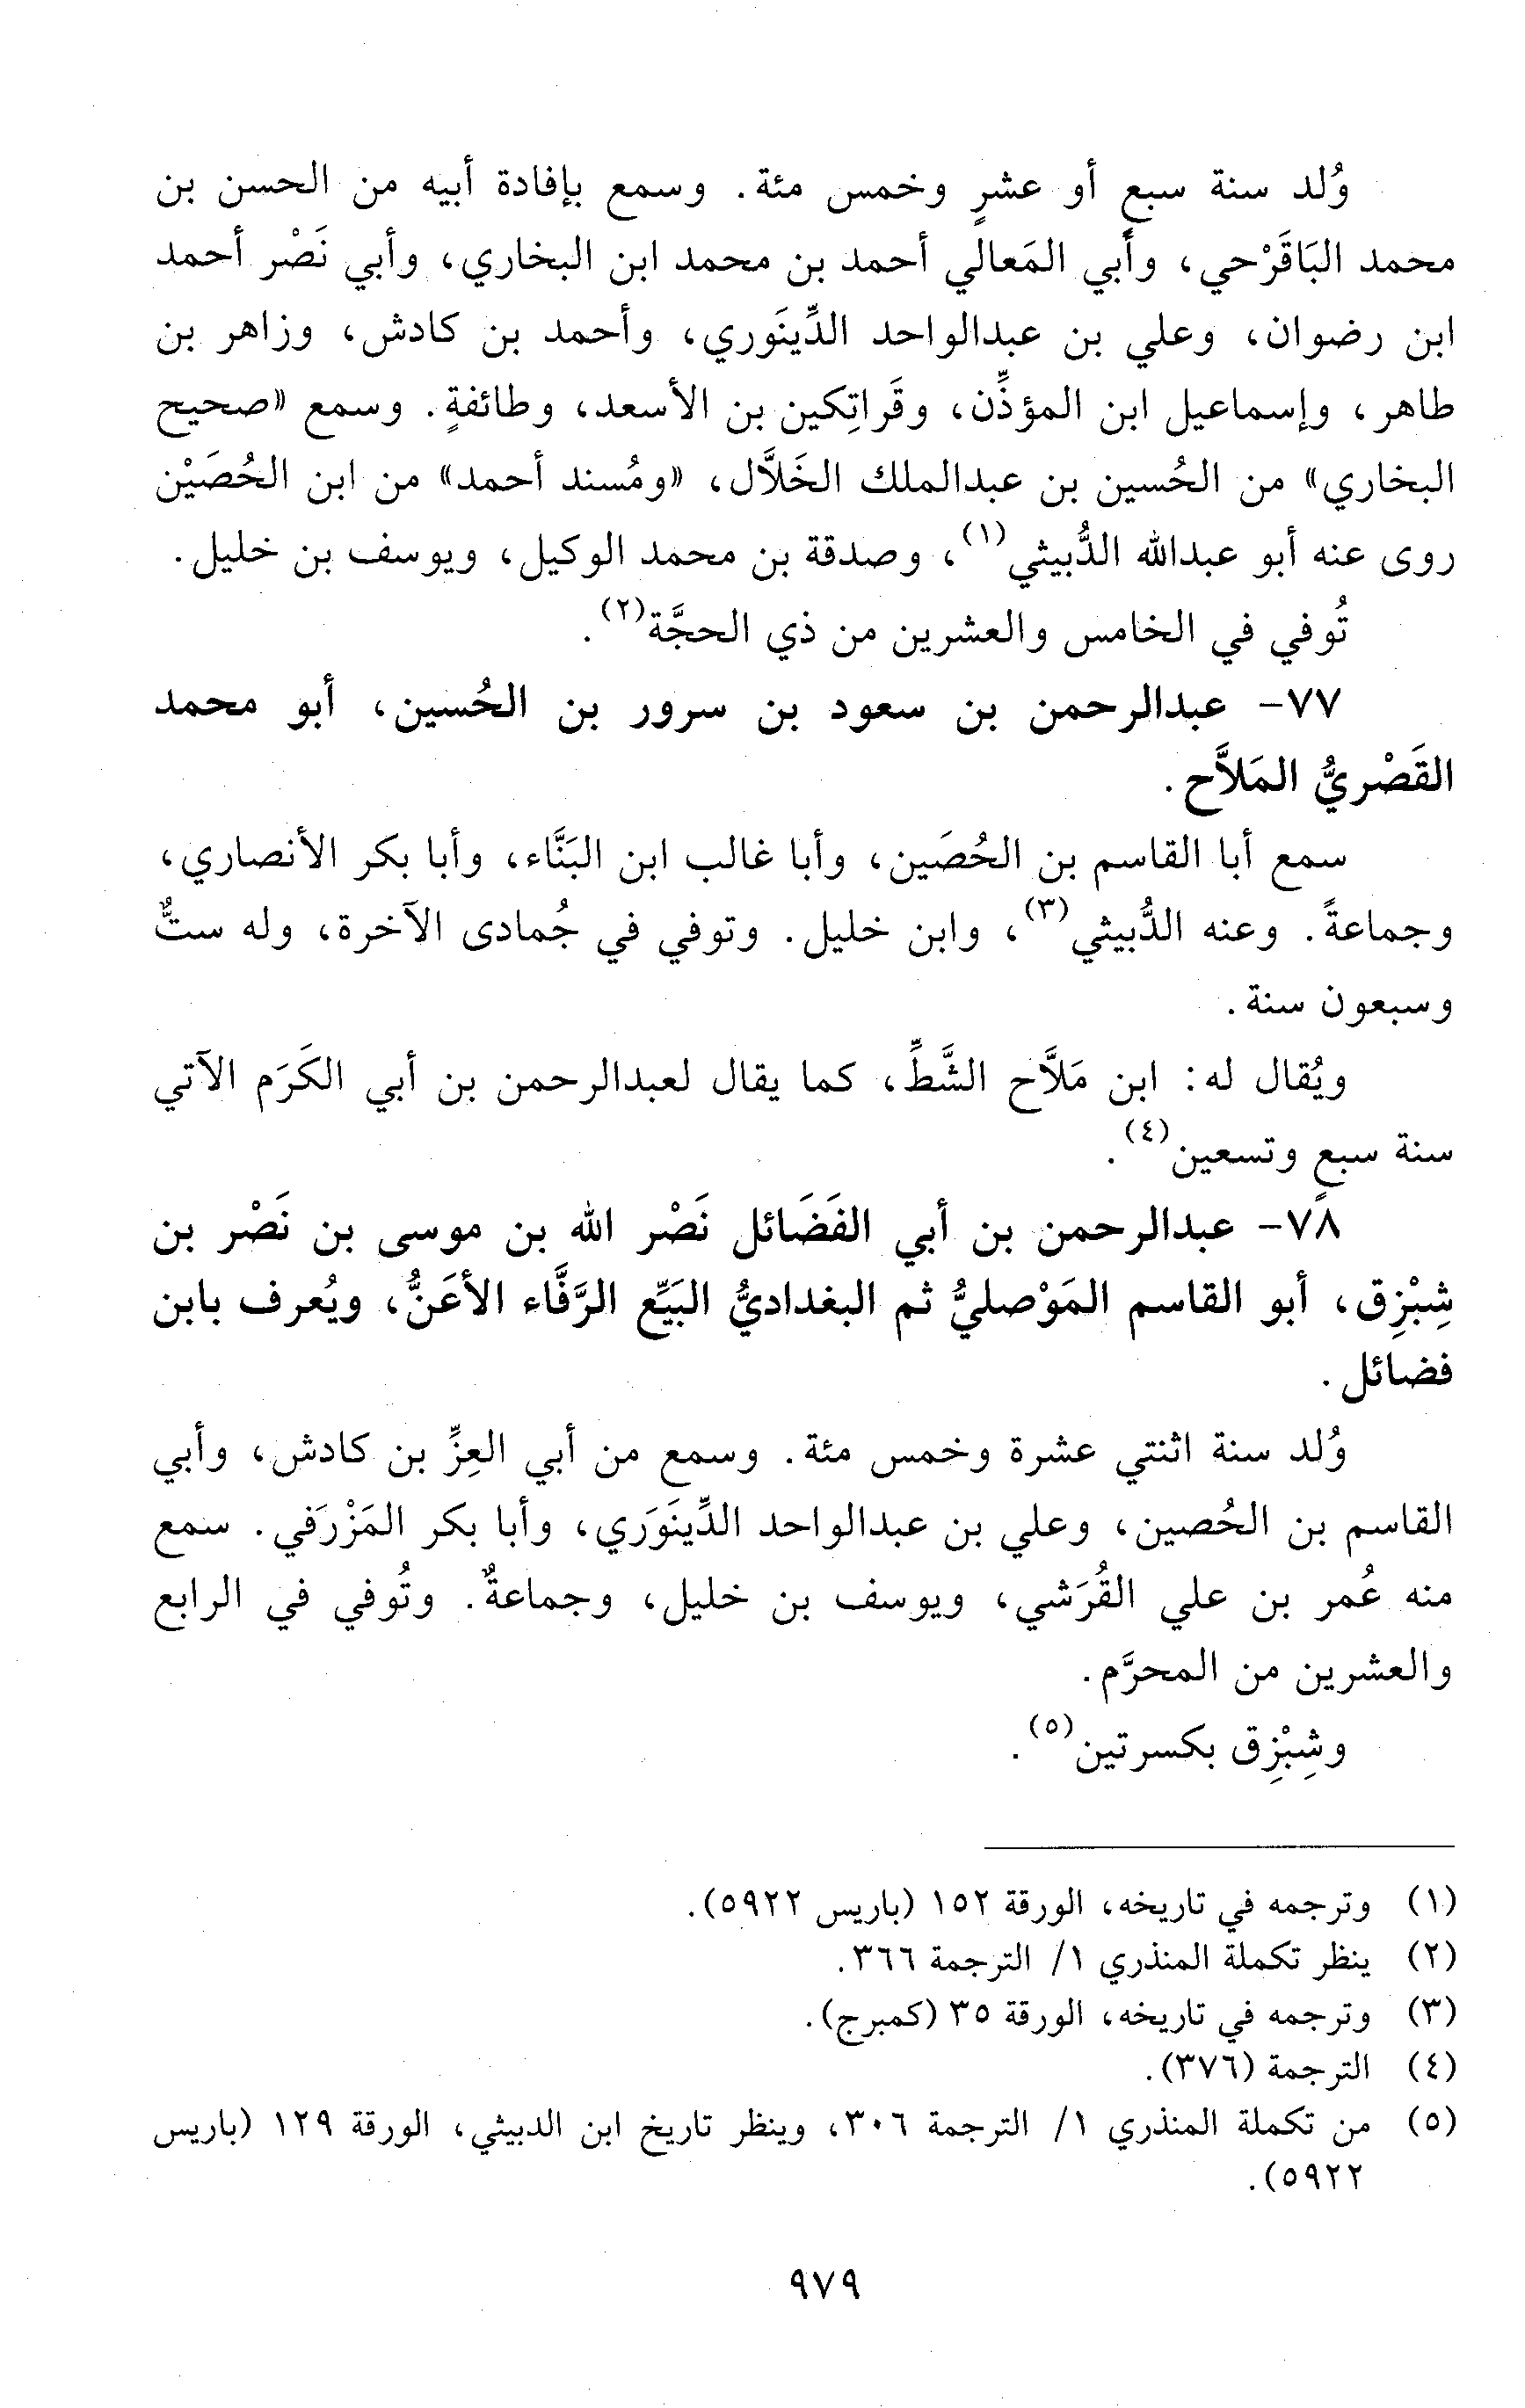 وُلد سنة سبعٍ أو عشرٍ وخمس مئة. وسمع بإفادة أبيه من الحسن بن
محمد البَاقَرْحي، وأبي المَعالي أحمد بن محمد ابن البخاري، وأبي نَصْر أحمد
ابن رضوان، وعلي بن عبدالواحد الدِّينَوري، وأحمد بن كادش، وزاهر بن
طاهر، وإسماعيل ابن المؤذِّن، وقَراتِكين بن الأسعد، وطائفةٍ. وسمع «صحيح
البخاري» من الحُسين بن عبدالملك الخَلاَّل، «ومُسند أحمد» من ابن الحُصَيْن
روى عنه أبو عبدالله الدُّبيثي(١)، وصدقة بن محمد الوكيل، ويوسف بن خليل.
تُوفي في الخامس والعشرين من ذي الحجَّة(٢).
٧٧- عبدالرحمن بن سعود بن سرور بن الحُسين، أبو محمد
القَصْريُّ المَلاَّح.
سمع أبا القاسم بن الحُصَين، وأبا غالب ابن البَنَّاء، وأبا بكر الأنصاري،
وجماعةً. وعنه الدُّبيثي(٣)، وابن خليل. وتوفي في جُمادى الآخرة، وله ستٌّ
وسبعون سنة.
ويُقال له: ابن مَلاَّح الشَّطِّ، كما يقال لعبدالرحمن بن أبي الكَرَم الآتي
سنة سبعٍ وتسعين(٤).
٧٨- عبدالرحمن بن أبي الفَضَائل نَصْر الله بن موسى بن نَصْر بن
شِبْزِق، أبو القاسم المَوْصليُّ ثم البغداديُّ البَيِّع الرَّفَّاء الأعَنُّ، ويُعرف بابن
فضائل.
وُلد سنة اثنتي عشرة وخمس مئة. وسمع من أبي العِزِّ بن كادش، وأبي
القاسم بن الحُصين، وعلي بن عبدالواحد الدِّينَوَري، وأبا بكر المَزْرَفي. سمع
منه عُمر بن علي القُرَشي، ويوسف بن خليل، وجماعةٌ. وتُوفي في الرابع
والعشرين من المحرَّم.
وشِبْزِق بكسرتين(٥).
(١) وترجمه في تاريخه، الورقة ١٥٢ (باريس ٥٩٢٢).
(٢) ينظر تكملة المنذري ١/ الترجمة ٣٦٦.
(٣) وترجمه في تاريخه، الورقة ٣٥ (كمبرج).
(٤) الترجمة (٣٧٦).
(٥) من تكملة المنذري ١/ الترجمة ٣٠٦، وينظر تاريخ ابن الدبيثي، الورقة ١٢٩ (باريس
٥٩٢٢).
٩٧٩